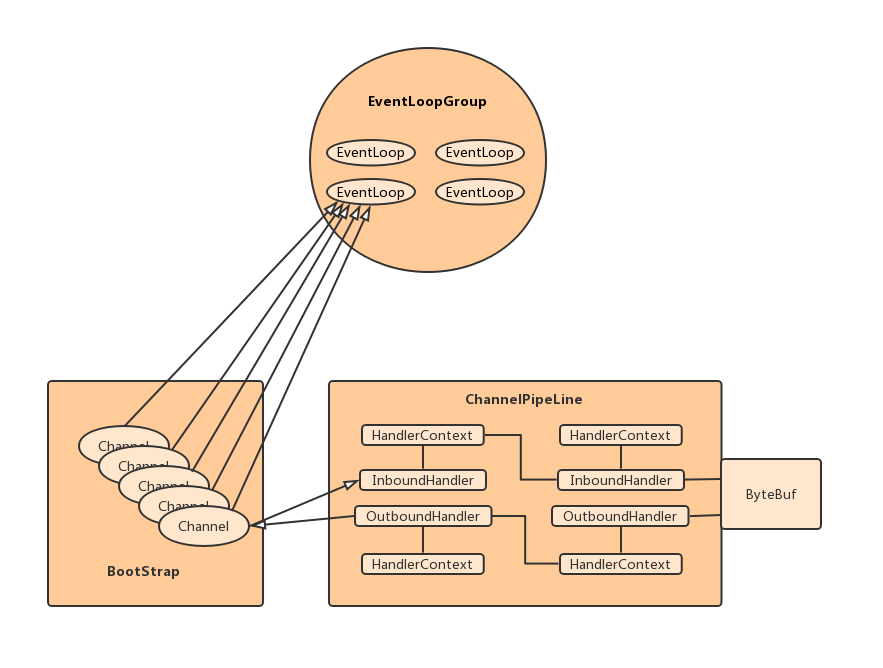 EventLoopGroup
EventLoop EventLoop
EventLoop EventLoop
Channel
Channel
Channel
Channel
Channel
BootStrap
ChannelPipeLine
HandlerContext HandlerContext
InboundHandler InboundHandler
OutboundHandler OutboundHandler
HandlerContext HandlerContext
ByteBuf